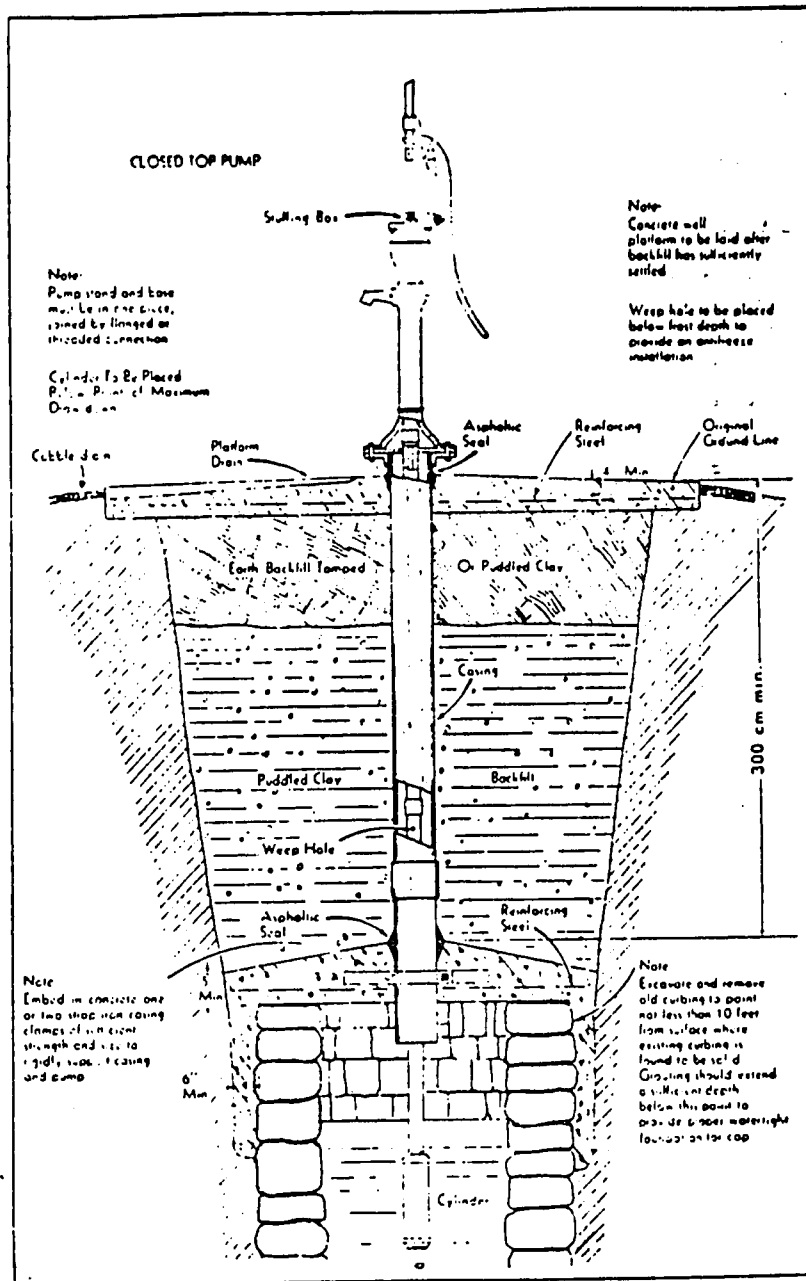 CLOSED TOP PUMP
Stuffing Box
Note:
Concrete well
platform to be laid after
backfill has sufficiently
settled
Weep hole to be placed
below frost depth to
provide an antifreeze
installation
Note:
Pump stand and base
must be in one piece,
joined by flanged or
threaded connection
Cylinder To Be Placed
Below Point of Maximum
Drawdown
Asphaltic
Seal
Reinforcing
Steel
Original
Ground Line
Platform
Drain
4" Min
Earth Backfill Tamped
Or Puddled Clay
Casing
300 cm min.
Puddled Clay
Backfill
Weep Hole
Asphaltic
Seal
Reinforcing
Steel
Note
Embed in concrete one
or two strap iron casing
clamps of sufficient
strength and size to
rigidly support casing
and pump
Min
6" Min
Note
Excavate and remove
old curbing to point
not less than 10 feet
from surface where
existing curbing is
found to be solid
Grouting should extend
a sufficient depth
below this point to
provide proper watertight
foundation for cap
Cylinder